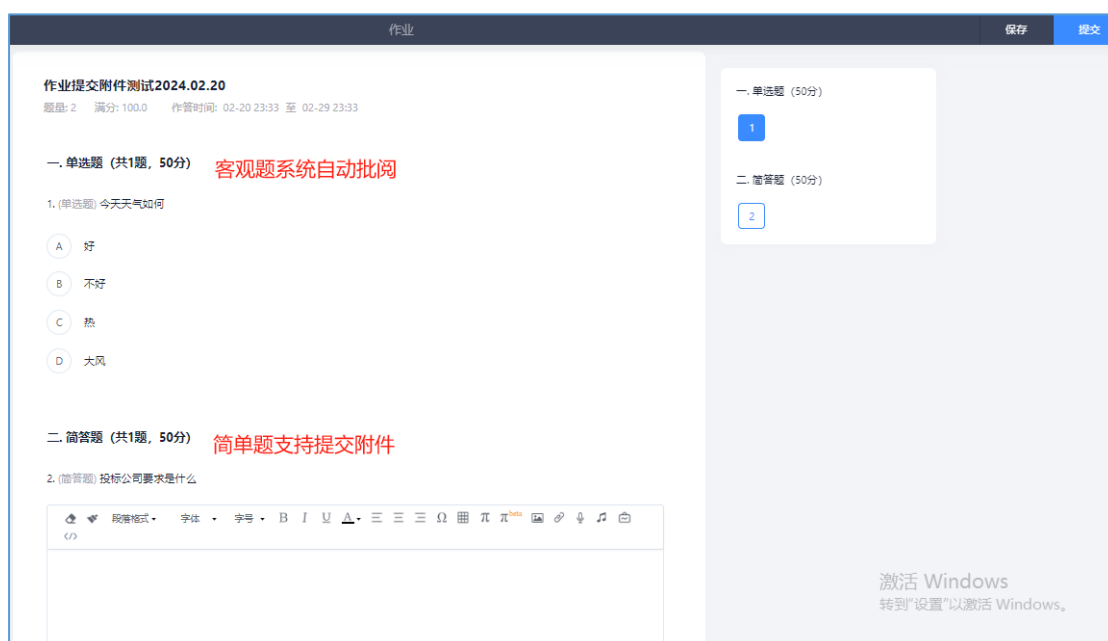 作业
保存
提交
作业提交附件测试2024.02.20
题量: 2 满分: 100.0 作答时间: 02-20 23:33 至 02-29 23:33
一. 单选题（共1题，50分）
客观题系统自动批阅
1. (单选题) 今天天气如何
A 好
B 不好
C 热
D 大风
二. 简答题（共1题，50分）
简单题支持提交附件
2. (简答题) 投标公司要求是什么
段落格式 字体 字号 B I U A Ω π π beta
</>
一. 单选题（50分）
1
二. 简答题（50分）
2
激活 Windows
转到"设置"以激活 Windows。